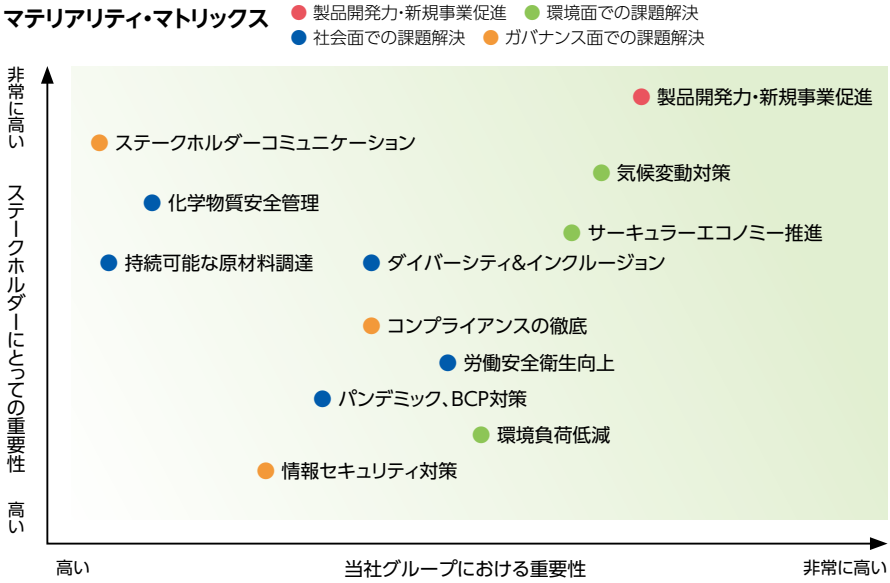 マテリアリティ・マトリックス
製品開発力・新規事業促進
環境面での課題解決
社会面での課題解決
ガバナンス面での課題解決
非常に高い
ステークホルダーにとっての重要性
高い
製品開発力・新規事業促進
ステークホルダーコミュニケーション
気候変動対策
化学物質安全管理
サーキュラーエコノミー推進
持続可能な原材料調達
ダイバーシティ&インクルージョン
コンプライアンスの徹底
労働安全衛生向上
パンデミック、BCP対策
環境負荷低減
情報セキュリティ対策
高い
当社グループにおける重要性
非常に高い